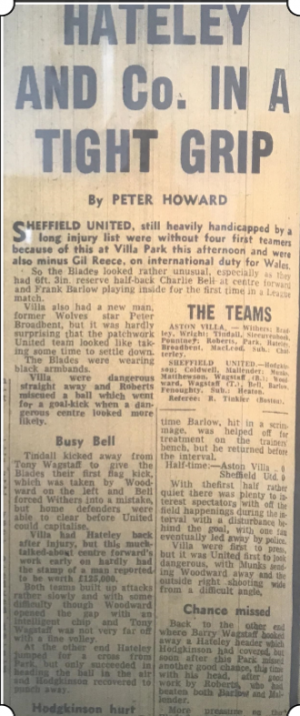 HATELEY
AND Co. IN A
TIGHT GRIP
By PETER HOWARD
SHEFFIELD UNITED, still heavily handicapped by a
long injury list were without four first teamers
because of this at Villa Park this afternoon and were
also minus Gil Reece, on international duty for Wales.
So the Blades looked rather unusual, especially as they
had 6ft. 3in. reserve half-back Charlie Bell at centre forward
and Frank Barlow playing inside for the first time in a League
match.
Villa also had a new man,
former Wolves star Peter
Broadbent, but it was hardly
surprising that the patchwork
United team looked like tak-
ing some time to settle down.
The Blades were wearing
black armbands.
Villa were dangerous
straight away and Roberts
miscued a ball which went
for a goal-kick when a dan-
gerous centre looked more
likely.
Busy Bell
Tindall kicked away from
Tony Wagstaff to give the
Blades their first flag kick,
which was taken by Wood-
ward on the left and Bell
forced Withers into a mistake,
but home defenders were
able to clear before United
could capitalise.
Villa had Hateley back
after injury, but this much-
talked-about centre forward's
work early on hardly had
the stamp of a man reported
to be worth £125,000.
Both teams built up attacks
rather slowly and with some
difficulty though Woodward
opened the gap with an
intelligent chip and Tony
Wagstaff was not very far off
with a fine volley.
At the other end Hateley
jumped for a cross from
Park, but only succeeded in
heading the ball in the air
and Hodgkinson recovered to
away.
Hodgkinson hurt
THE TEAMS
ASTON VILLA. — Withers;
Wright; Tindall,
Pountney; Roberts, Park, Hateley,
Broadbent, MacLeod. Sub.:
SHEFFIELD UNITED.—
Caldwell,
Matthewson, Wagstaff (B.);
ward, Wagstaff (T.), Bell, Barlow,
Sub.: Heaton.
Referee: B.
time Barlow, hit in a scrim-
mage, was helped off for
treatment on the trainers
bench, but he returned before
the interval.
Half-time:—Aston Villa . 0
Sheffield Utd. 0
With the first half rather
quiet there was plenty to in-
terest spectators with off the
field happenings during the in-
terval with a disturbance be-
hind the goal, with one fan
eventually led away by police.
Villa were first to press,
but it was United first to look
dangerous, with Munks send-
ing Woodward away and the
outside right shooting wide
from a difficult angle.
Chance missed
Back to the other end
where Barry Wagstaff hooked
away a Hateley header which
Hodgkinson had covered, but
soon after this Park missed
another good chance, this time
with his head, after good
work by Roberts, who had
beaten both Badger and